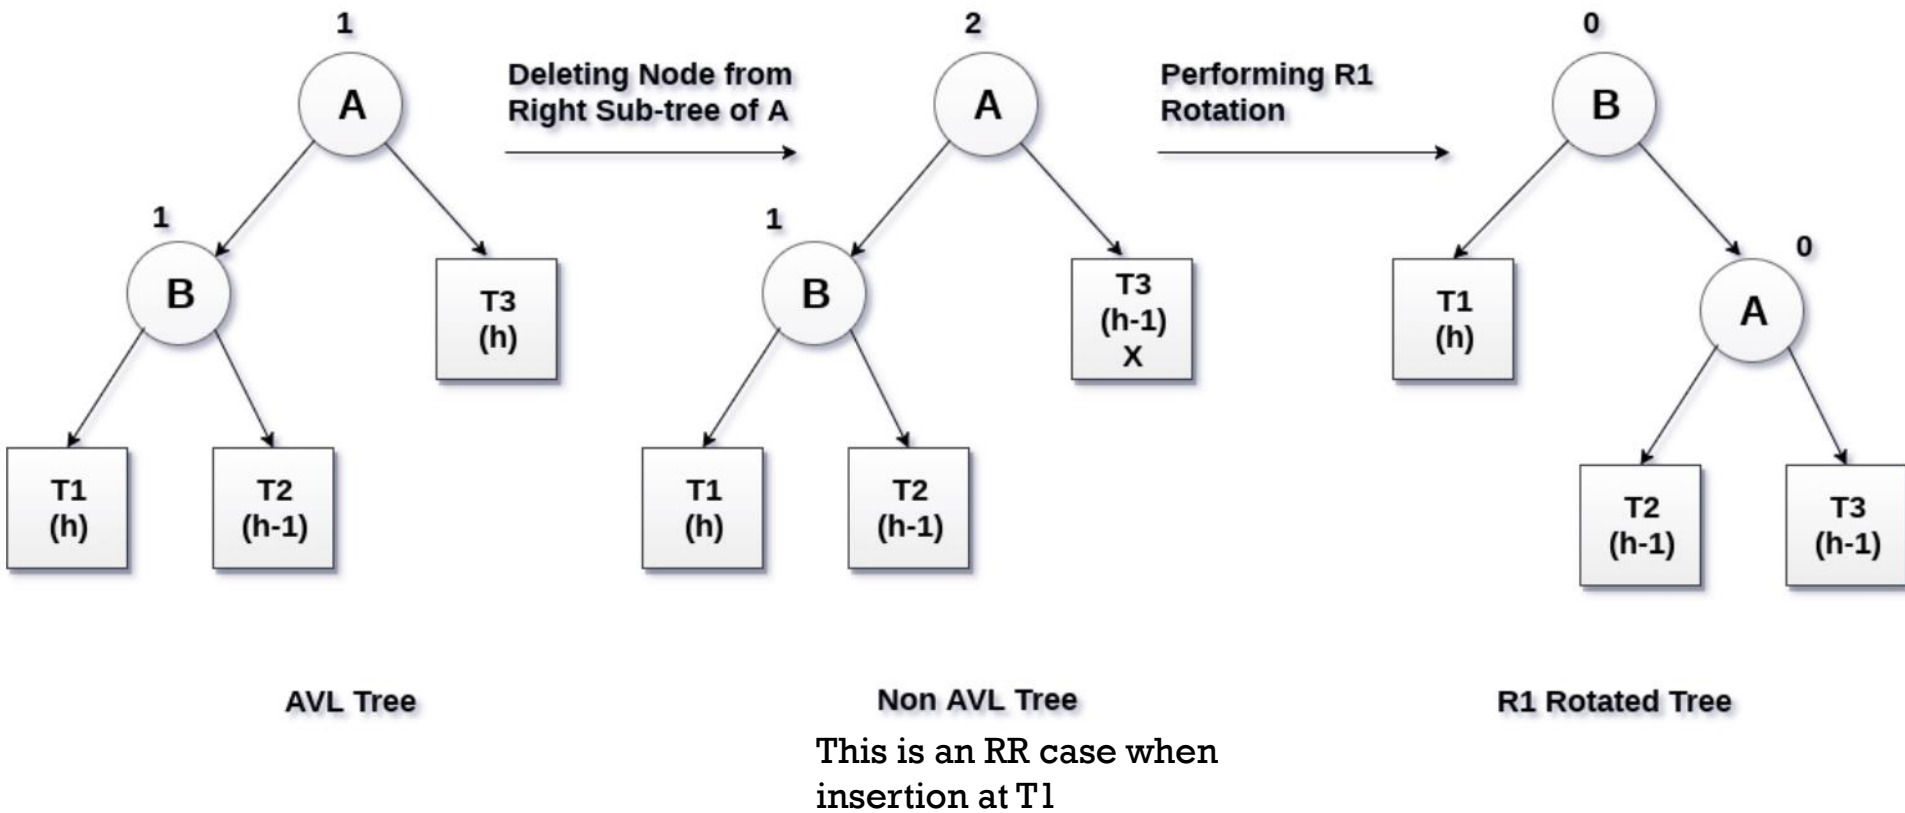 1
A
Deleting Node from
Right Sub-tree of A
1
B
T3
(h)
T1
(h)
T2
(h-1)
AVL Tree
2
A
Performing R1
Rotation
1
B
T3
(h-1)
X
T1
(h)
T2
(h-1)
Non AVL Tree
This is an RR case when
insertion at T1
0
B
T1
(h)
0
A
T2
(h-1)
T3
(h-1)
R1 Rotated Tree